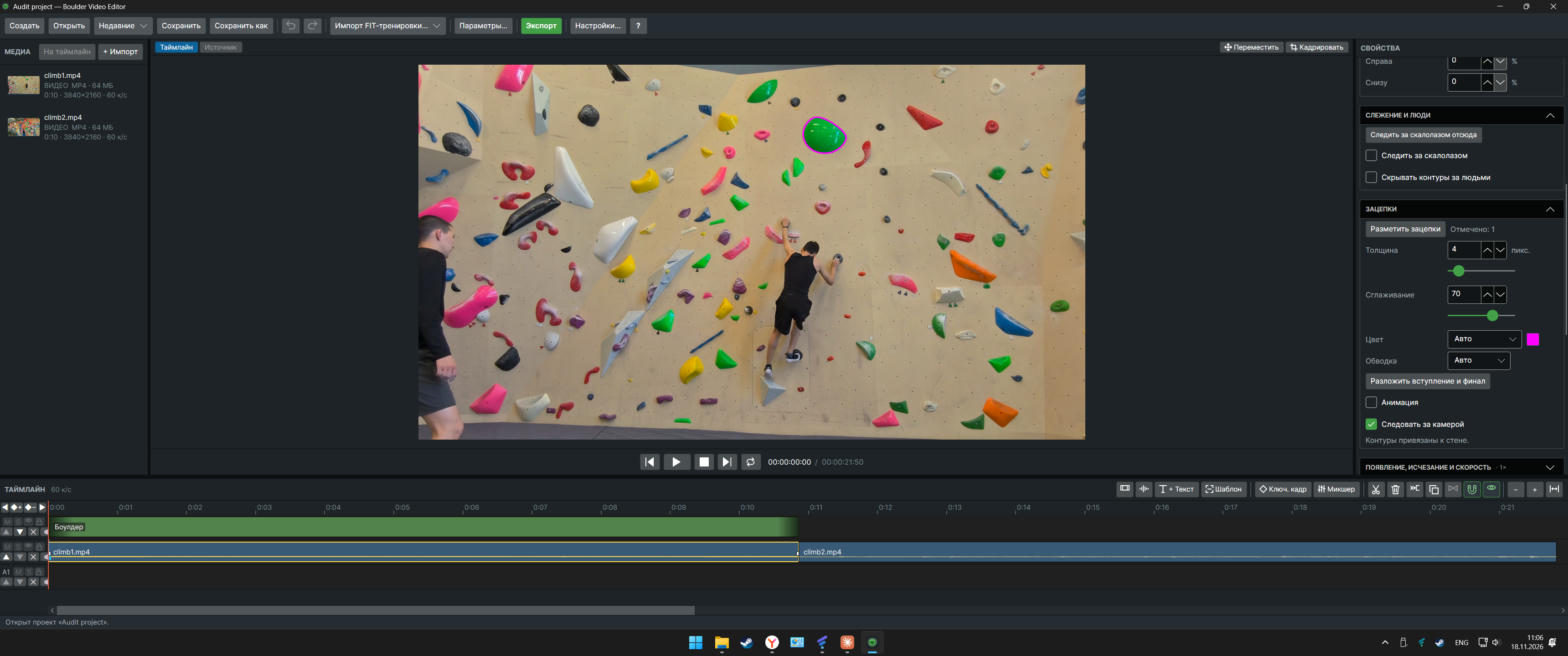 Audit project — Boulder Video Editor
Создать Открыть Недавние Сохранить Сохранить как Импорт FIT-тренировки... Параметры... Экспорт Настройки... ?
МЕДИА На таймлайн + Импорт
Таймлайн Источник
Переместить Кадрировать
СВОЙСТВА
climb1.mp4
ВИДЕО MP4 · 64 МБ
0:10 · 3840×2160 · 60 к/с
climb2.mp4
ВИДЕО MP4 · 64 МБ
0:10 · 3840×2160 · 60 к/с
Справа 0 %
Снизу 0 %
СЛЕЖЕНИЕ И ЛЮДИ
Следить за скалолазом отсюда
Следить за скалолазом
Скрывать контуры за людьми
ЗАЦЕПКИ
Разметить зацепки Отмечено: 1
Толщина 4 пикс.
Сглаживание 70
Цвет Авто
Обводка Авто
Разложить вступление и финал
Анимация
Следовать за камерой
Контуры привязаны к стене.
ПОЯВЛЕНИЕ, ИСЧЕЗАНИЕ И СКОРОСТЬ · 1×
00:00:00:00 / 00:00:21:50
ТАЙМЛАЙН 60 к/с
+ Текст Шаблон Ключ. кадр Микшер
0:00 0:01 0:02 0:03 0:04 0:05 0:06 0:07 0:08 0:09 0:10 0:11 0:12 0:13 0:14 0:15 0:16 0:17 0:18 0:19 0:20 0:21
M S
Боулдер
M S
climb1.mp4 climb2.mp4
A1 M S
Открыт проект «Audit project».
ENG
11:06
18.11.2026